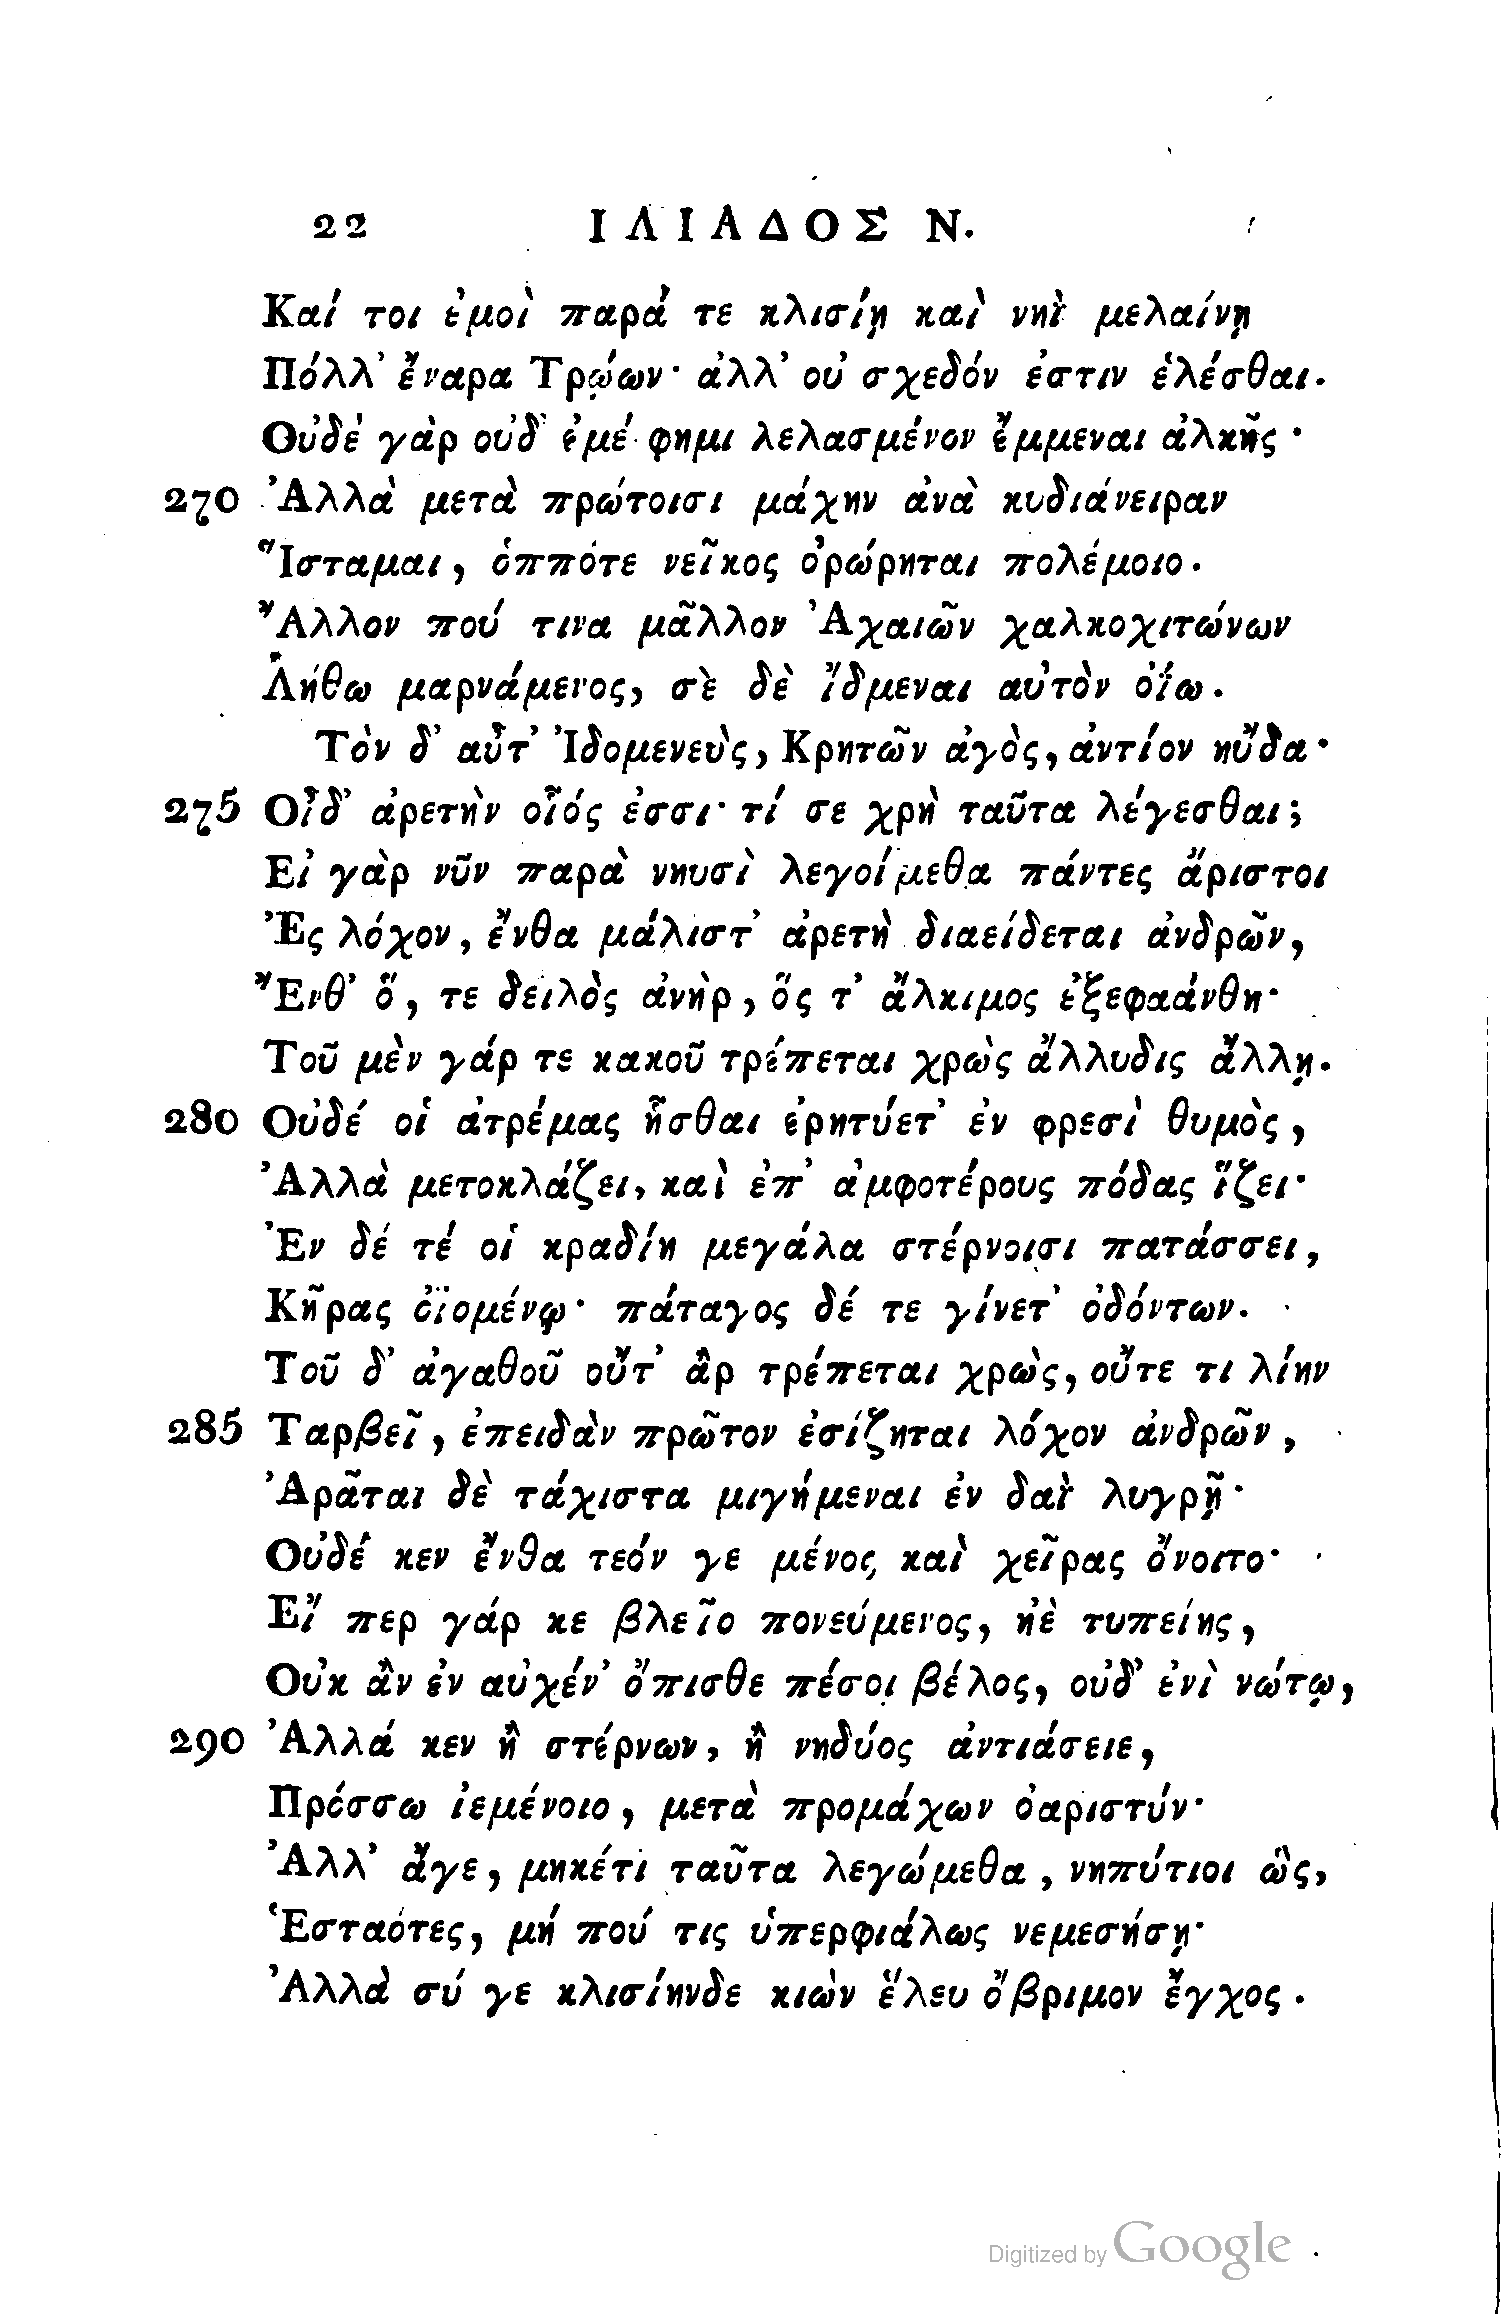 22 ΙΛΙΑΔΟΣ Ν.
Καί τοι ἐμοὶ παρά τε κλισίῃ καὶ νηῒ μελαίνῃ
Πόλλ᾽ ἔναρα Τρώων· ἀλλ᾽ οὐ σχεδόν ἐστιν ἑλέσθαι.
Οὐδὲ γὰρ οὐδ᾽ ἐμέ φημι λελασμένον ἔμμεναι ἀλκῆς·
270 Ἀλλὰ μετὰ πρώτοισι μάχην ἀνὰ κυδιάνειραν
Ἵσταμαι, ὁππότε νεῖκος ὀρώρηται πολέμοιο.
Ἄλλον πού τινα μᾶλλον Ἀχαιῶν χαλκοχιτώνων
Λήθω μαρνάμενος, σὲ δὲ ἴδμεναι αὐτὸν ὀΐω.
Τὸν δ᾽ αὖτ᾽ Ἰδομενεὺς, Κρητῶν ἀγὸς, ἀντίον ηὔδα·
275 Οἶδ᾽ ἀρετὴν οἷός ἐσσι· τί σε χρὴ ταῦτα λέγεσθαι;
Εἰ γὰρ νῦν παρὰ νηυσὶ λεγοίμεθα πάντες ἄριστοι
Ἐς λόχον, ἔνθα μάλιστ᾽ ἀρετὴ διαείδεται ἀνδρῶν,
Ἔνθ᾽ ὅ, τε δειλὸς ἀνὴρ, ὅς τ᾽ ἄλκιμος ἐξεφαάνθη·
Τοῦ μὲν γάρ τε κακοῦ τρέπεται χρὼς ἄλλυδις ἄλλῃ.
280 Οὐδέ οἱ ἀτρέμας ἧσθαι ἐρητύετ᾽ ἐν φρεσὶ θυμὸς,
Ἀλλὰ μετοκλάζει, καὶ ἐπ᾽ ἀμφοτέρους πόδας ἵζει·
Ἐν δέ τέ οἱ κραδίη μεγάλα στέρνοισι πατάσσει,
Κῆρας ὀϊομένῳ· πάταγος δέ τε γίνετ᾽ ὀδόντων.
Τοῦ δ᾽ ἀγαθοῦ οὔτ᾽ ἂρ τρέπεται χρὼς, οὔτε τι λίην
285 Ταρβεῖ, ἐπειδὰν πρῶτον ἐσίζηται λόχον ἀνδρῶν,
Ἀρᾶται δὲ τάχιστα μιγήμεναι ἐν δαῒ λυγρῇ·
Οὐδέ κεν ἔνθα τεόν γε μένος, καὶ χεῖρας ὄνοιτο·
Εἴ περ γάρ κε βλεῖο πονεύμενος, ἠὲ τυπείης,
Οὐκ ἂν ἐν αὐχέν᾽ ὄπισθε πέσοι βέλος, οὐδ᾽ ἐνὶ νώτῳ,
290 Ἀλλά κεν ἢ στέρνων, ἢ νηδύος ἀντιάσειε,
Πρόσσω ἱεμένοιο, μετὰ προμάχων ὀαριστύν·
Ἀλλ᾽ ἄγε, μηκέτι ταῦτα λεγώμεθα, νηπύτιοι ὣς,
Ἑσταότες, μή πού τις ὑπερφιάλως νεμεσήσῃ·
Ἀλλὰ σύ γε κλισίηνδε κιὼν ἕλευ ὄβριμον ἔγχος.
Digitized by Google